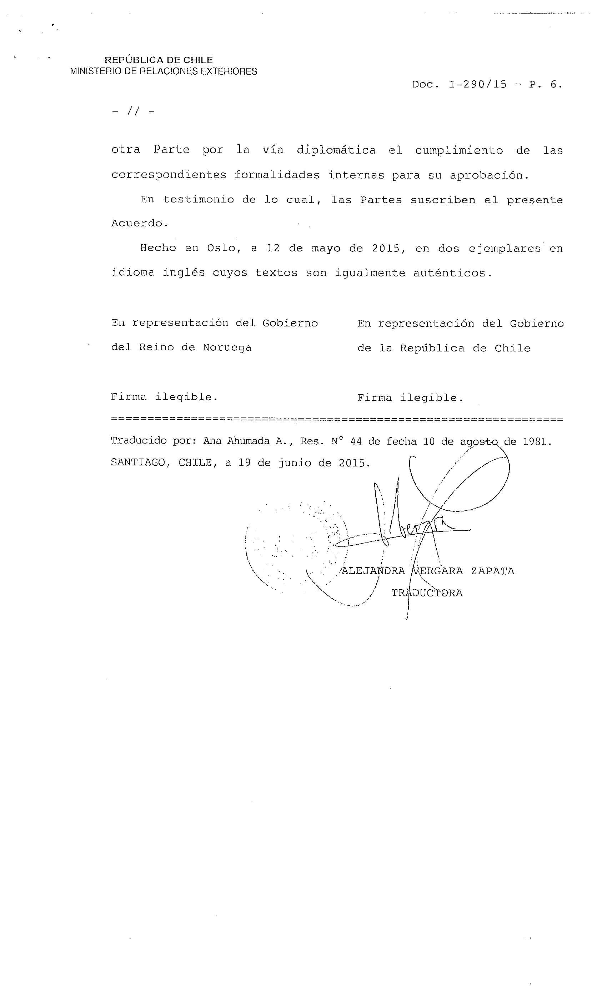 REPÚBLICA DE CHILE
MINISTERIO DE RELACIONES EXTERIORES
Doc. I-290/15 - P. 6.
- // -
otra Parte por la vía diplomática el cumplimiento de las
correspondientes formalidades internas para su aprobación.
En testimonio de lo cual, las Partes suscriben el presente
Acuerdo.
Hecho en Oslo, a 12 de mayo de 2015, en dos ejemplares en
idioma inglés cuyos textos son igualmente auténticos.
En representación del Gobierno
del Reino de Noruega
En representación del Gobierno
de la República de Chile
Firma ilegible.
Firma ilegible.
Traducido por: Ana Ahumada A., Res. N° 44 de fecha 10 de agosto de 1981.
SANTIAGO, CHILE, a 19 de junio de 2015.
ALEJANDRA VERGARA ZAPATA
TRADUCTORA